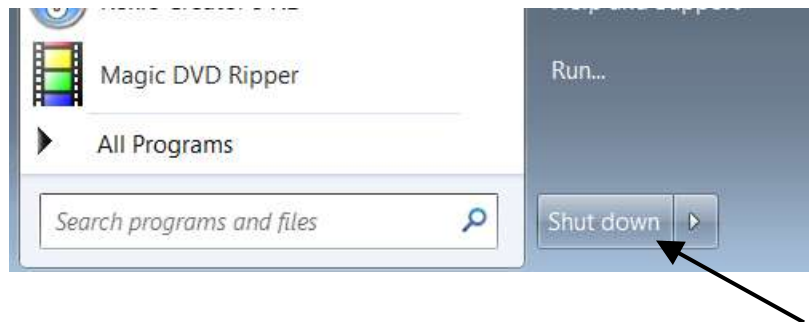 Magic DVD Ripper
All Programs
Search programs and files
Run...
Shut down